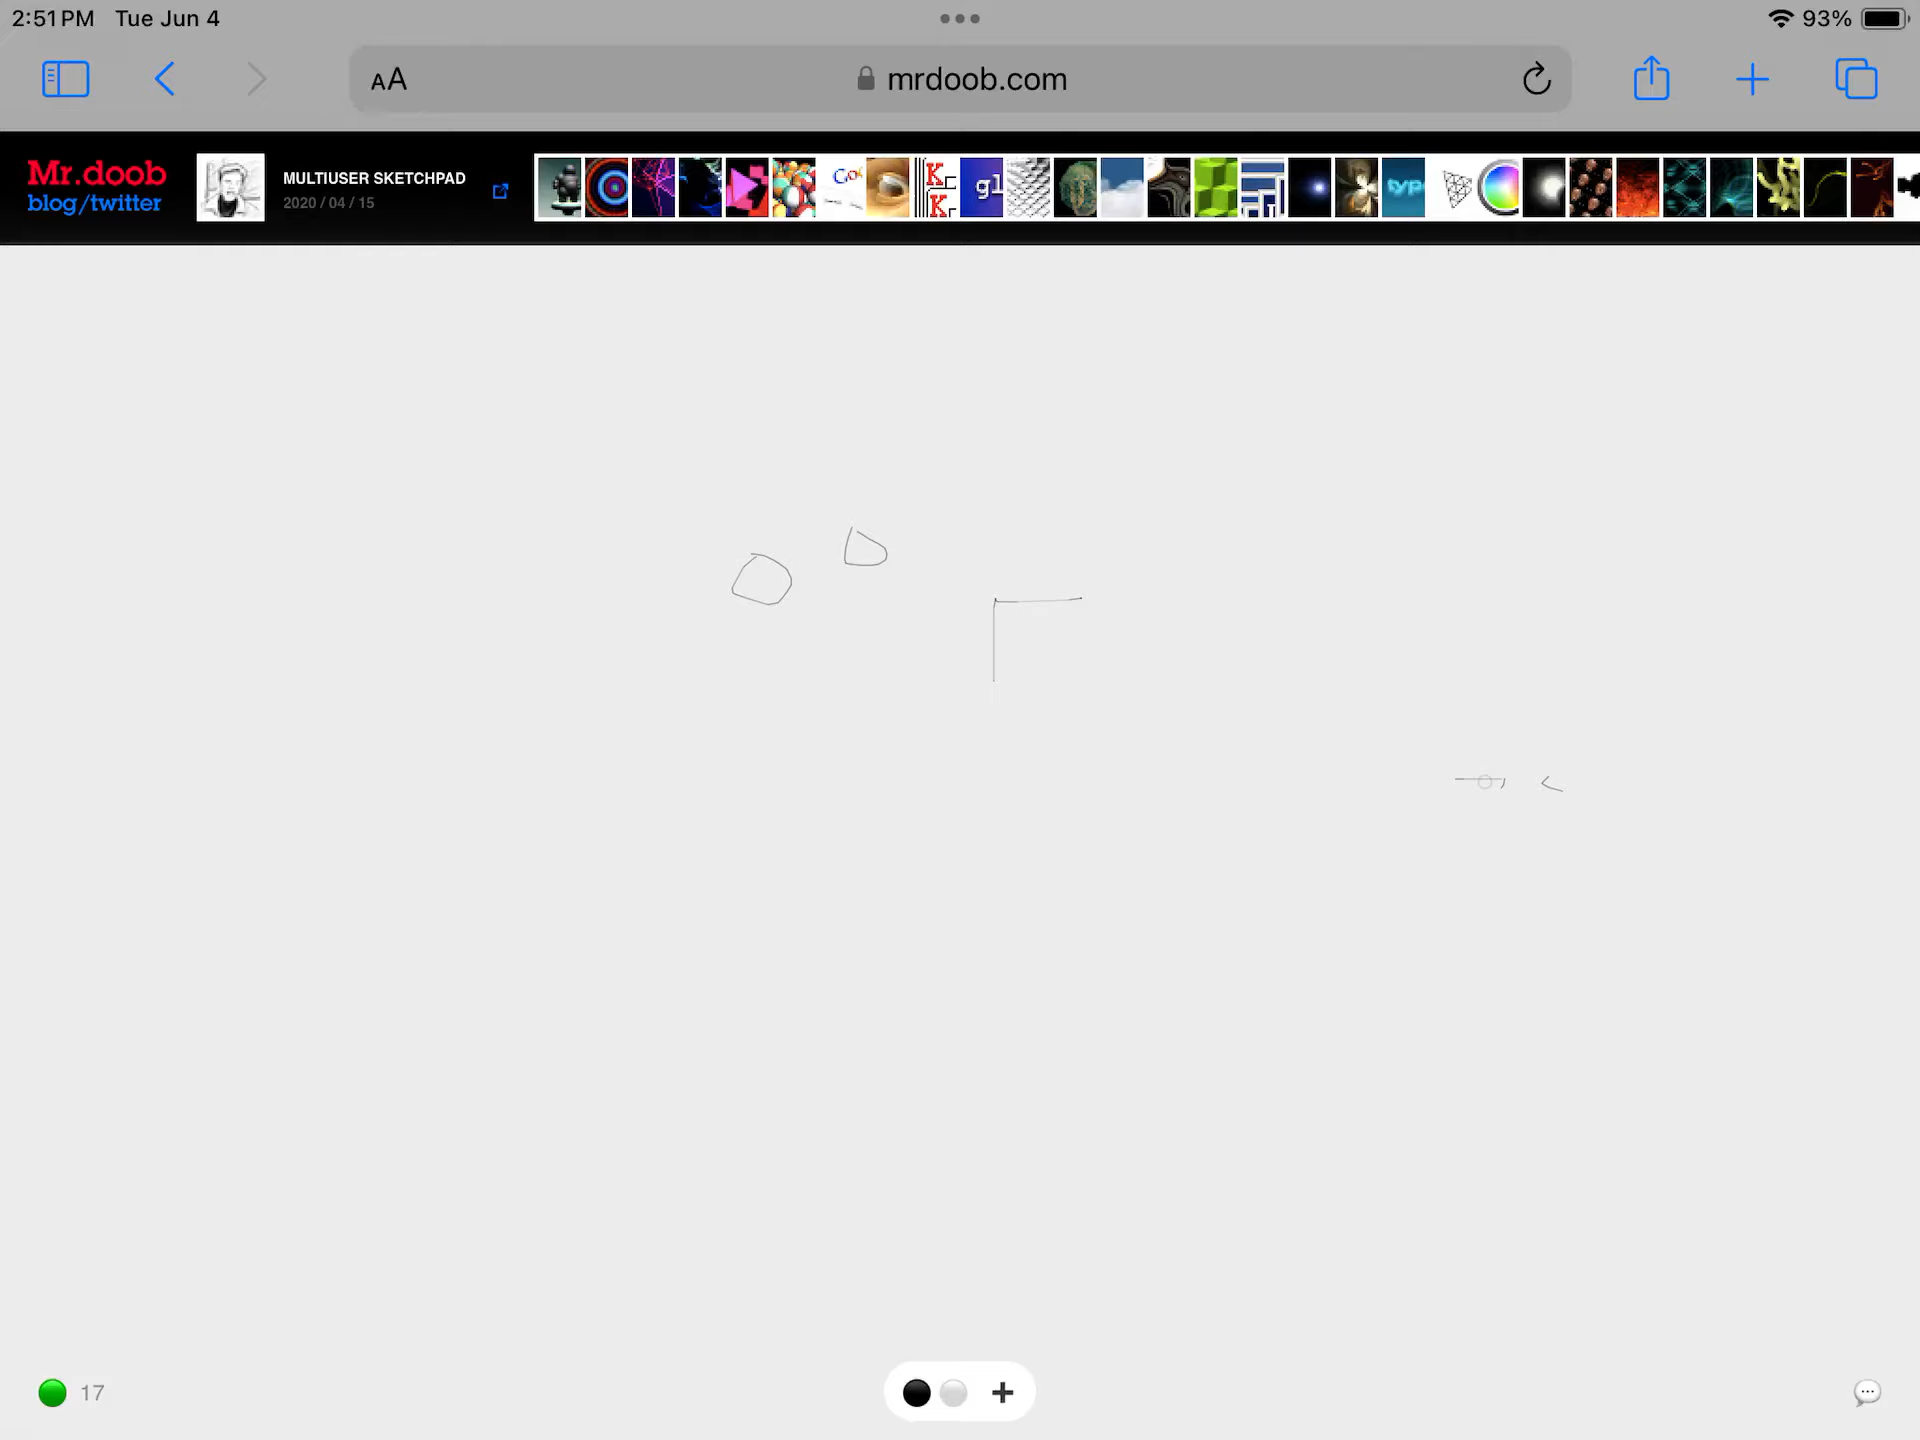 2:51 PM Tue Jun 4
93%
AA
mrdoob.com
Mr.doob
blog/twitter
MULTIUSER SKETCHPAD
2020 / 04 / 15
17